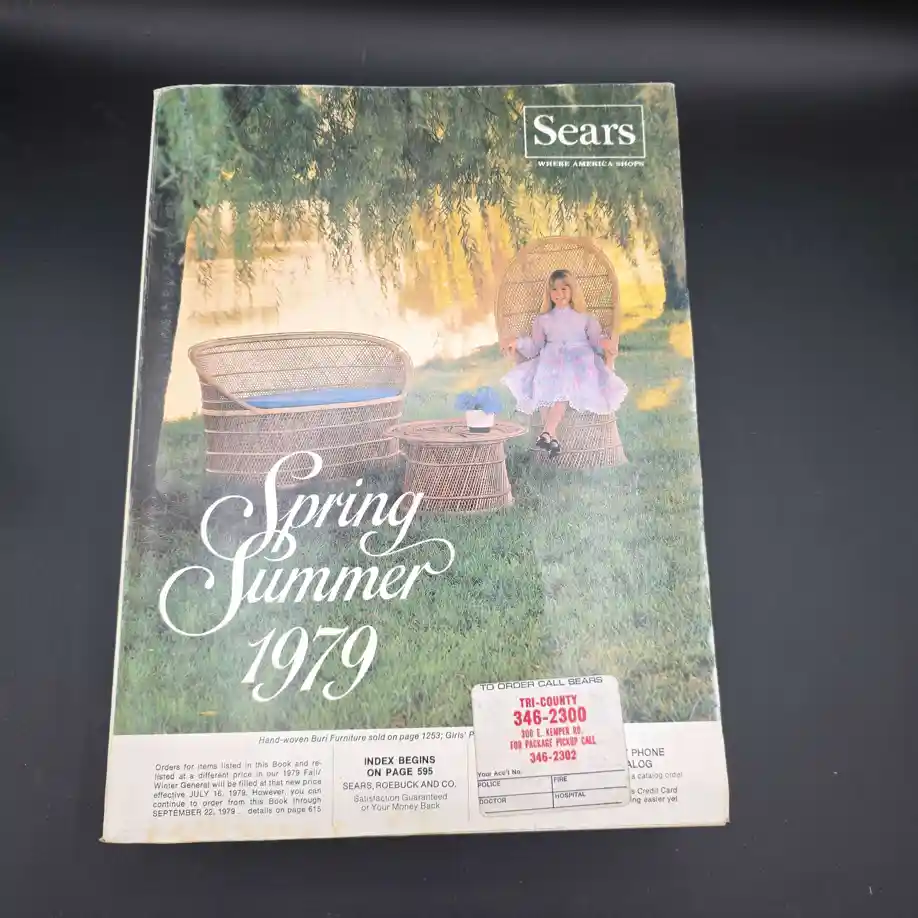 Sears
WHERE AMERICA SHOPS
Spring
Summer
1979
Hand-woven Buri Furniture sold on page 1253; Girls'
Orders for items listed in this Book and re-
listed at a different price in our 1979 Fall/
Winter General will be filled at that new price
effective JULY 16, 1979. However, you can
continue to order from this Book through
SEPTEMBER 22, 1979 . . details on page 615
INDEX BEGINS
ON PAGE 595
SEARS, ROEBUCK AND CO.
Satisfaction Guaranteed
or Your Money Back
TO ORDER CALL SEARS
TRI-COUNTY
346-2300
300 E. KEMPER RD.
FOR PACKAGE PICKUP CALL
346-2302
Your Acc't No.
POLICE
FIRE
DOCTOR
HOSPITAL
PHONE
ALOG
a catalog order
s Credit Card
ing easier yet